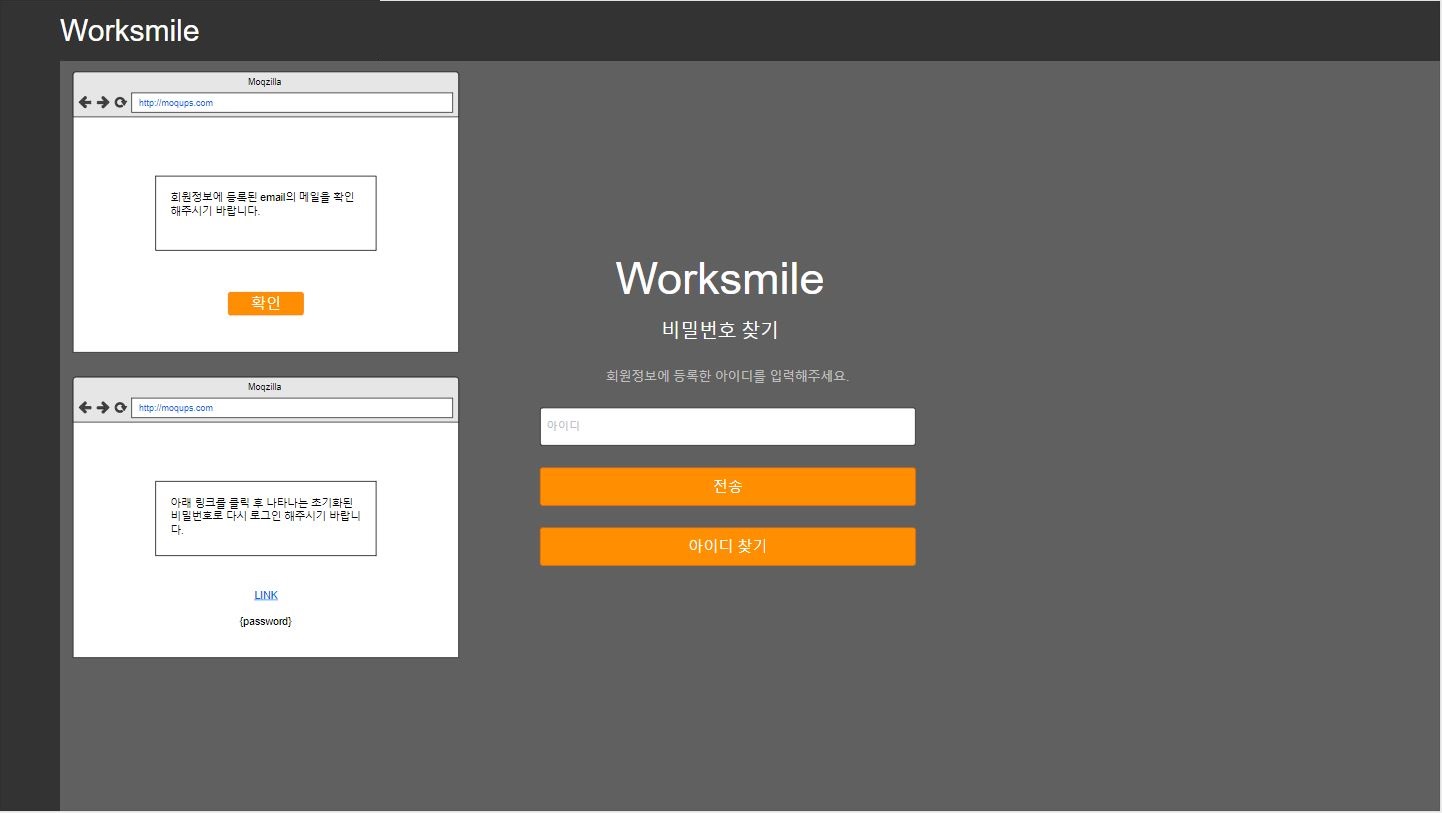 Worksmile
Moqzilla
http://moqups.com
회원정보에 등록된 email의 메일을 확인
해주시기 바랍니다.
확인
Moqzilla
http://moqups.com
아래 링크를 클릭 후 나타나는 초기화된
비밀번호로 다시 로그인 해주시기 바랍니
다.
LINK
{password}
Worksmile
비밀번호 찾기
회원정보에 등록한 아이디를 입력해주세요.
아이디
전송
아이디 찾기